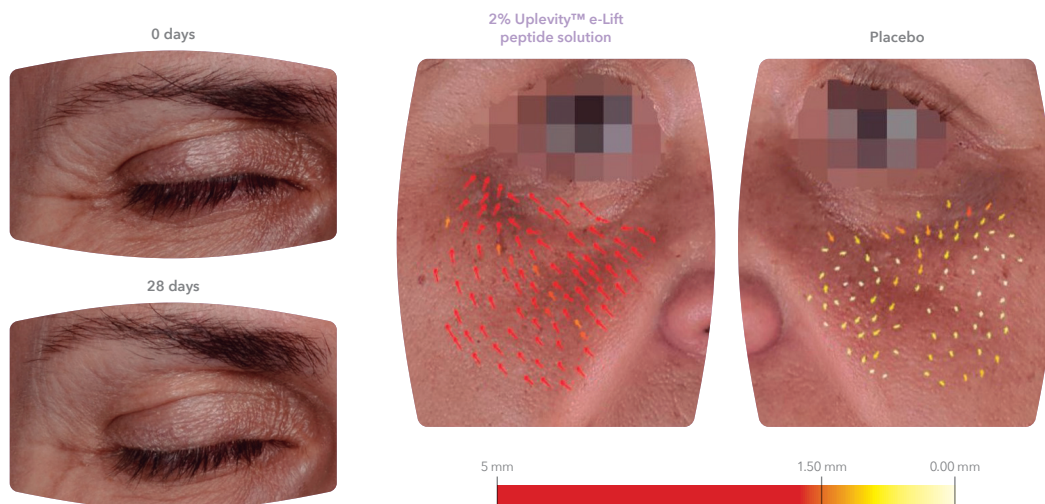 0 days
28 days
2% Uplevity™ e-Lift
peptide solution
Placebo
5 mm
1.50 mm
0.00 mm